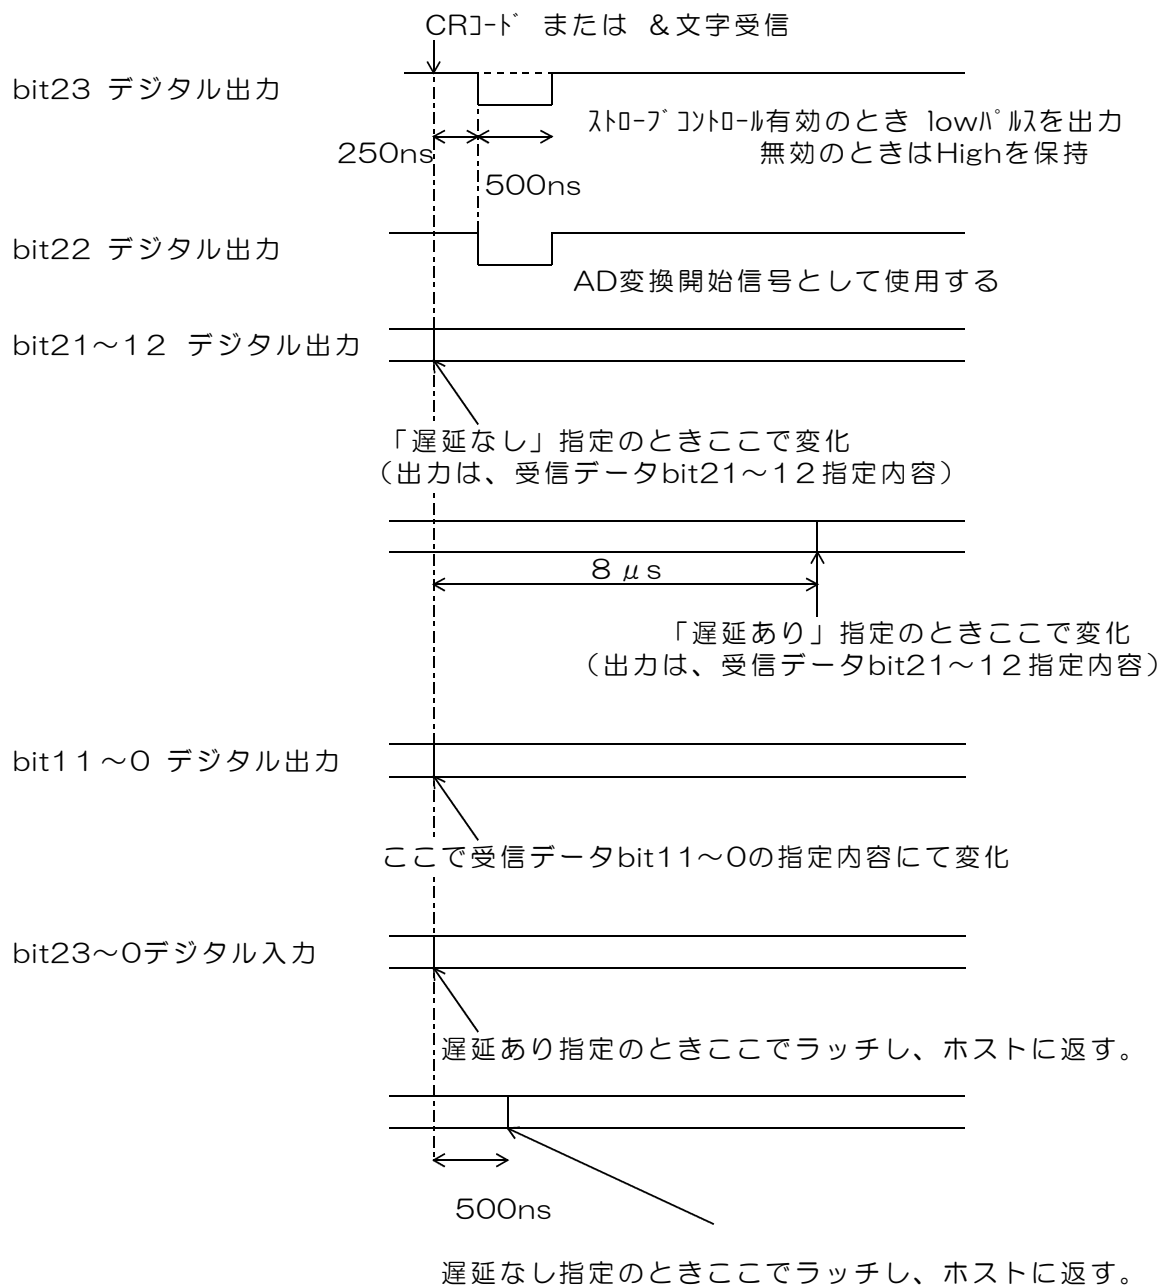 CRｺｰﾄﾞ または ＆文字受信
bit23 デジタル出力
ｽﾄﾛｰﾌﾞｺﾝﾄﾛｰﾙ有効のとき lowﾊﾟﾙｽを出力
250ns
無効のときはHighを保持
500ns
bit22 デジタル出力
AD変換開始信号として使用する
bit21～12 デジタル出力
「遅延なし」指定のときここで変化
（出力は、受信データbit21～12指定内容）
8μs
「遅延あり」指定のときここで変化
（出力は、受信データbit21～12指定内容）
bit11～0 デジタル出力
ここで受信データbit11～0の指定内容にて変化
bit23～0デジタル入力
遅延あり指定のときここでラッチし、ホストに返す。
500ns
遅延なし指定のときここでラッチし、ホストに返す。